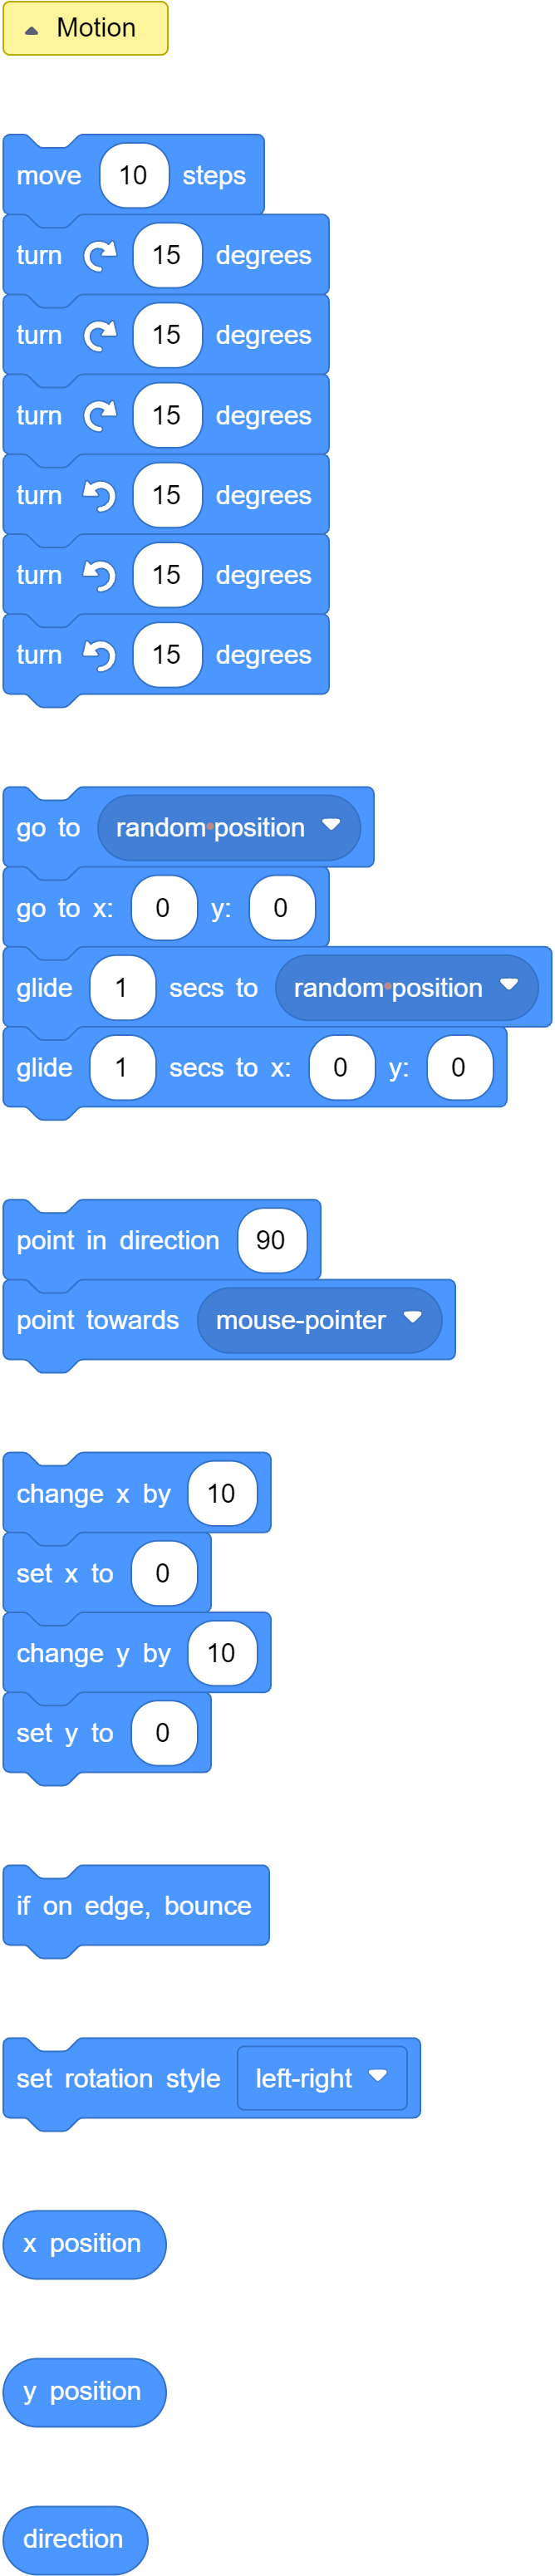 Motion
move 10 steps
turn 15 degrees
turn 15 degrees
turn 15 degrees
turn 15 degrees
turn 15 degrees
turn 15 degrees
go to random position
go to x: 0 y: 0
glide 1 secs to random position
glide 1 secs to x: 0 y: 0
point in direction 90
point towards mouse-pointer
change x by 10
set x to 0
change y by 10
set y to 0
if on edge, bounce
set rotation style left-right
x position
y position
direction